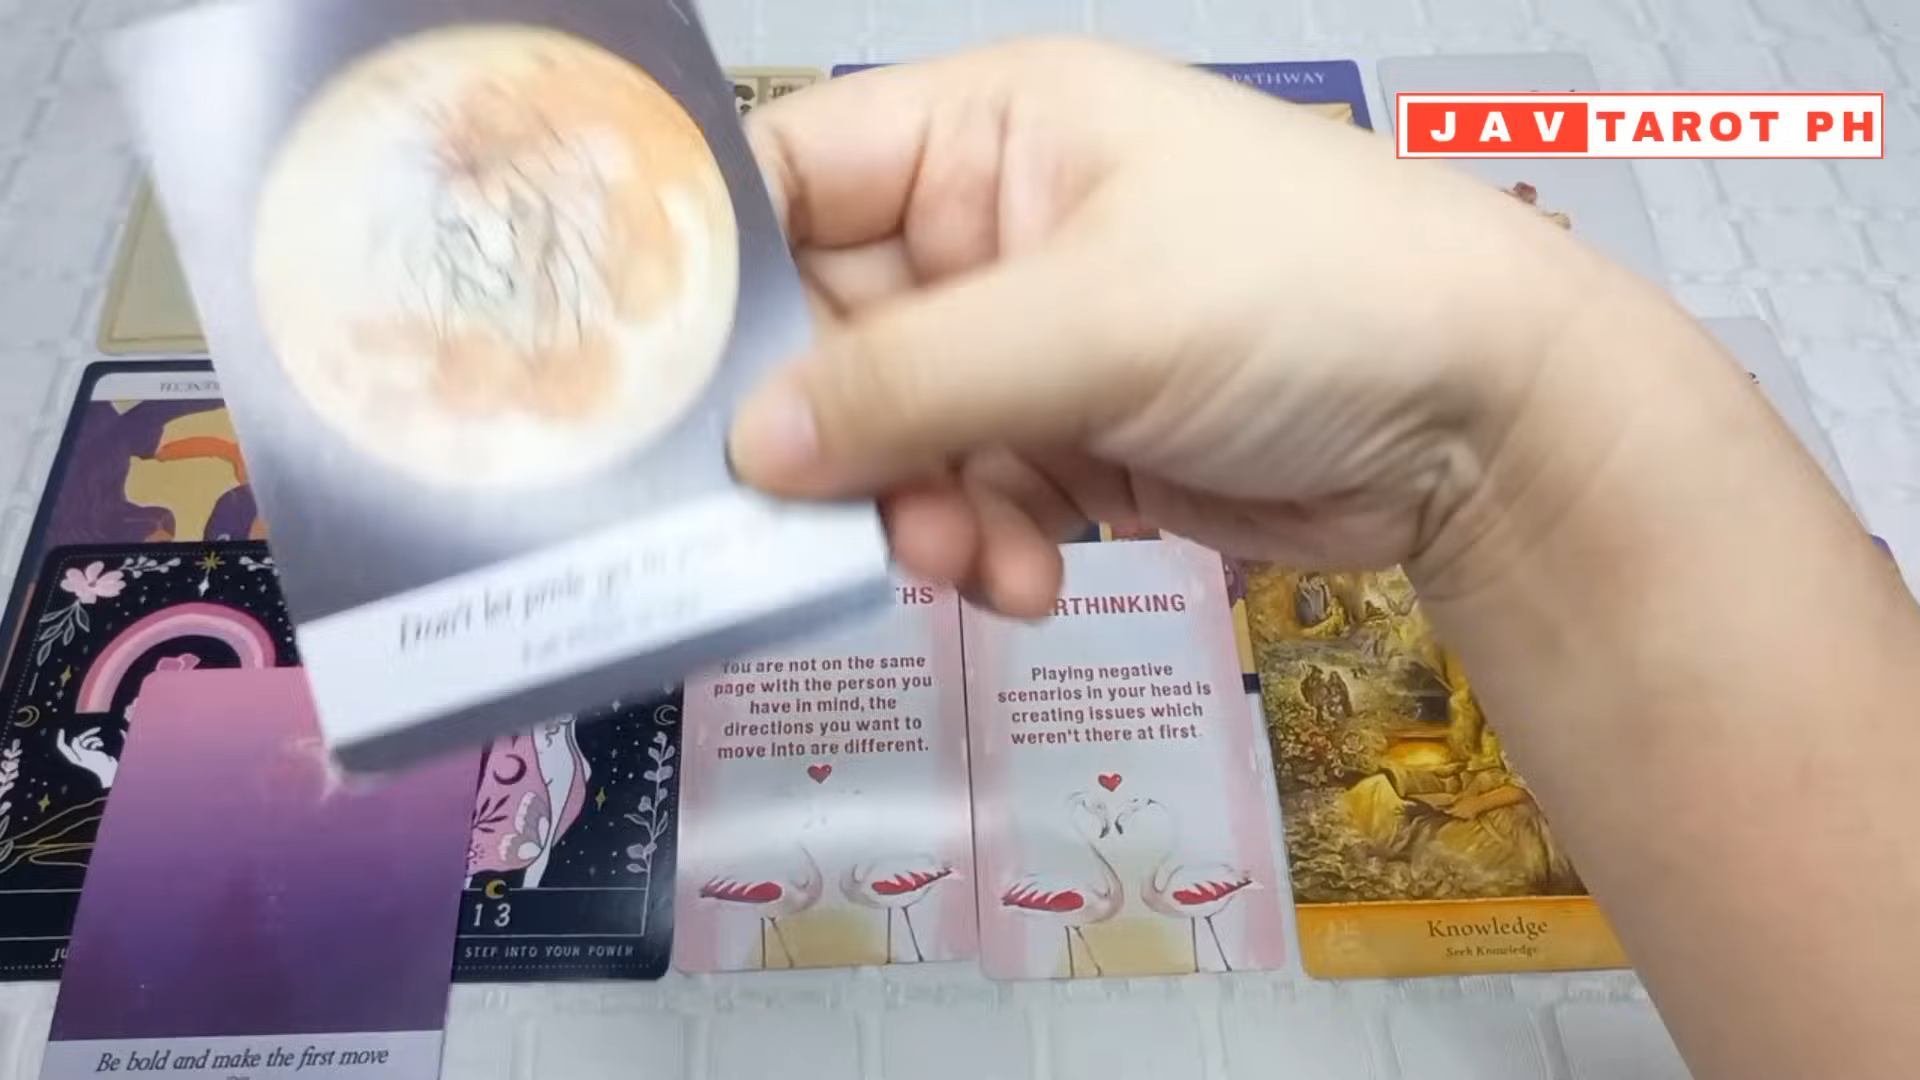 PATHWAY
JAV TAROT PH
Don't let pride get
THS
RTHINKING
You are not on the same
page with the person you
have in mind, the
directions you want to
move into are different.
Playing negative
scenarios in your head is
creating issues which
weren't there at first.
13
STEP INTO YOUR POWER
JU
Knowledge
Seek Knowledge
Be bold and make the first move